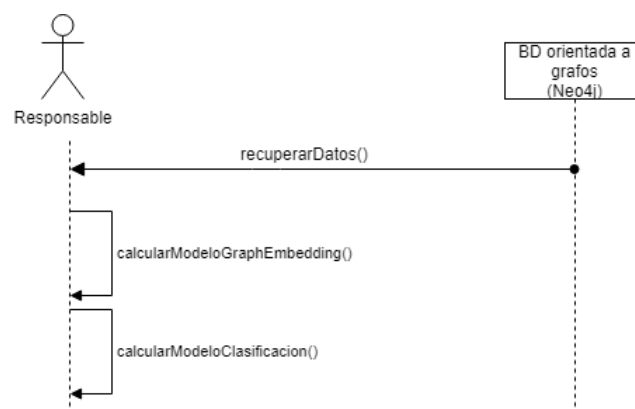 BD orientada a
grafos
(Neo4j)
Responsable
recuperarDatos()
calcularModeloGraphEmbedding()
calcularModeloClasificacion()